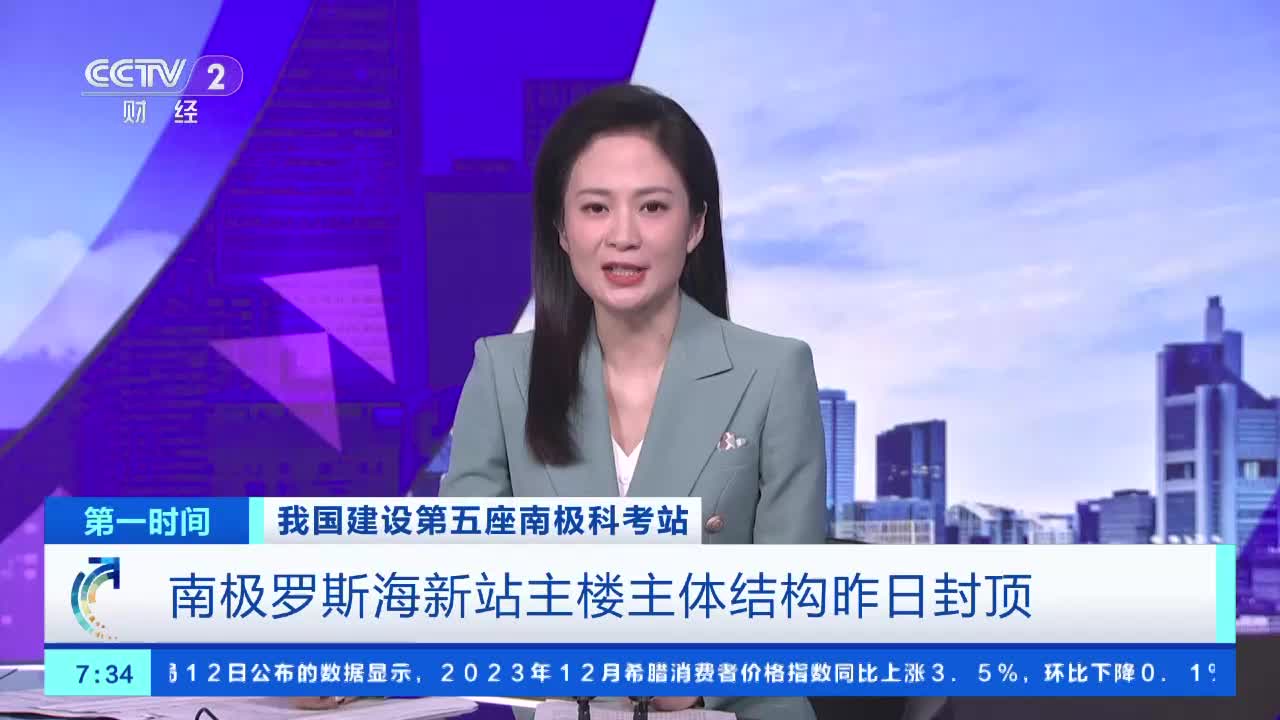 CCTV 2
财 经
第一时间
我国建设第五座南极科考站
南极罗斯海新站主楼主体结构昨日封顶
7:34
12日公布的数据显示，2023年12月希腊消费者价格指数同比上涨3．5%，环比下降0．1%